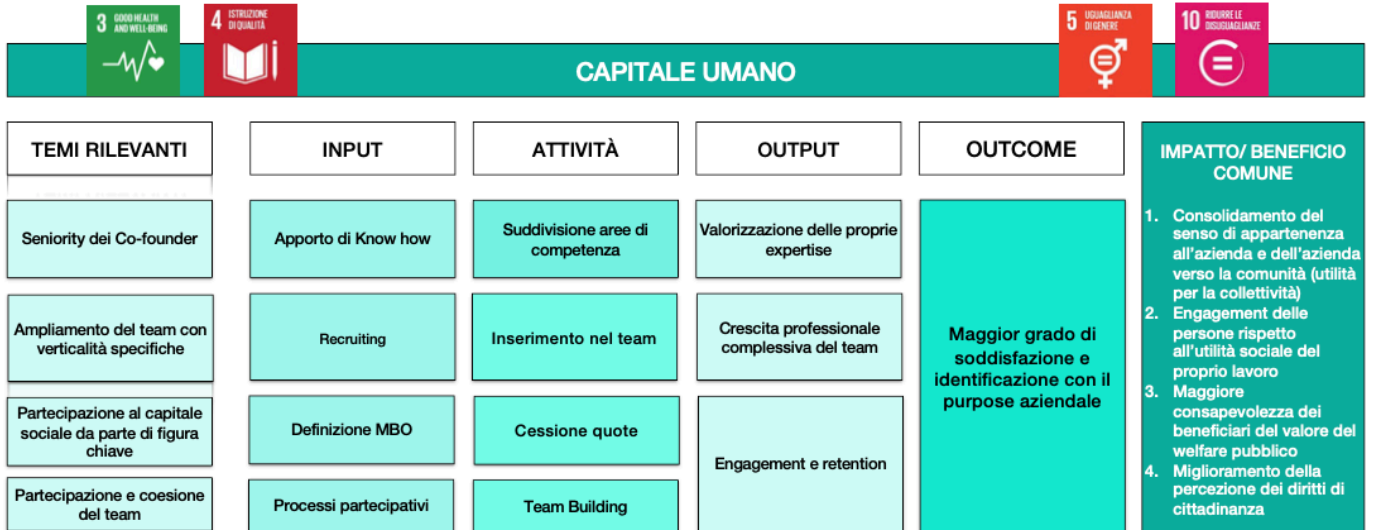 3 GOOD HEALTH
AND WELL-BEING
4 ISTRUZIONE
DI QUALITÀ
5 UGUAGLIANZA
DI GENERE
10 RIDURRE LE
DISUGUAGLIANZE
CAPITALE UMANO
TEMI RILEVANTI
INPUT
ATTIVITÀ
OUTPUT
OUTCOME
IMPATTO/ BENEFICIO
COMUNE
Seniority dei Co-founder
Apporto di Know how
Suddivisione aree di
competenza
Valorizzazione delle proprie
expertise
Ampliamento del team con
verticalità specifiche
Recruiting
Inserimento nel team
Crescita professionale
complessiva del team
Partecipazione al capitale
sociale da parte di figura
chiave
Definizione MBO
Cessione quote
Engagement e retention
Partecipazione e coesione
del team
Processi partecipativi
Team Building
Maggior grado di
soddisfazione e
identificazione con il
purpose aziendale
1. Consolidamento del
senso di appartenenza
all'azienda e dell'azienda
verso la comunità (utilità
per la collettività)
2. Engagement delle
persone rispetto
all'utilità sociale del
proprio lavoro
3. Maggiore
consapevolezza dei
beneficiari del valore del
welfare pubblico
4. Miglioramento della
percezione dei diritti di
cittadinanza